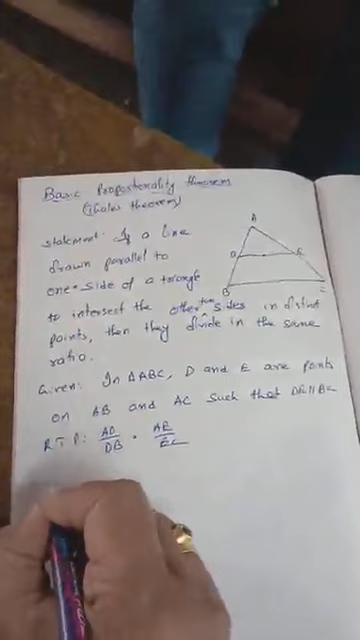 Basic Proportionality theorem
(Thales theorem)
Statement: If a line
drawn parallel to
one side of a triangle
to intersect the other two sides in distinct
points, then they divide in the same
ratio.
A
D E
B C
Given: In ΔABC, D and E are points
on AB and AC such that DE || BC
R.T.P: AD/DB = AE/EC